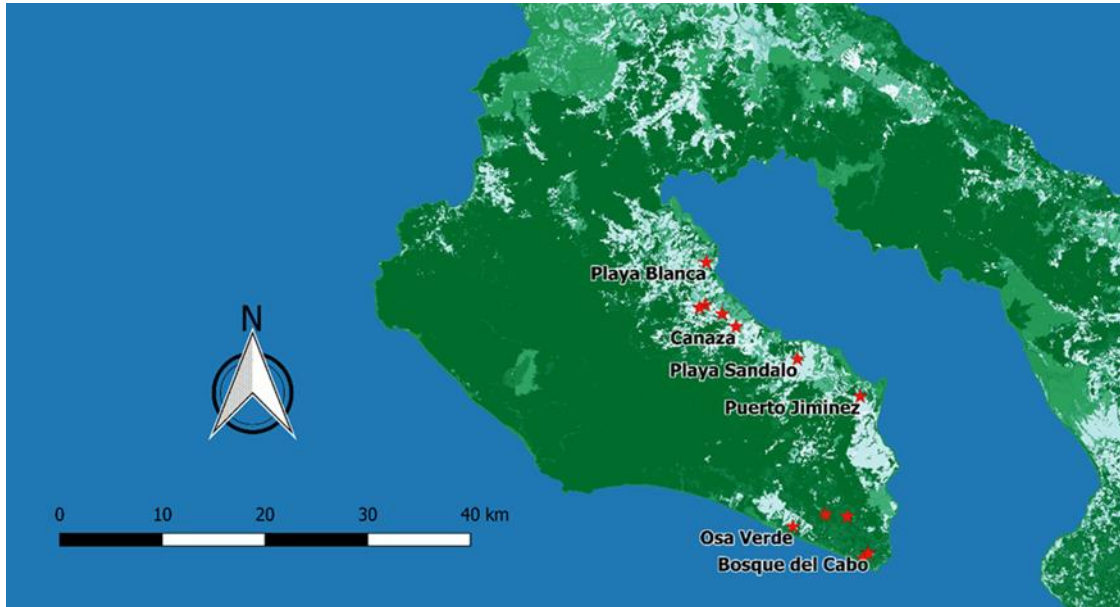 Playa Blanca
N
Canaza
Playa Sandalo
Puerto Jiminez
0 10 20 30 40 km
Osa Verde
Bosque del Cabo